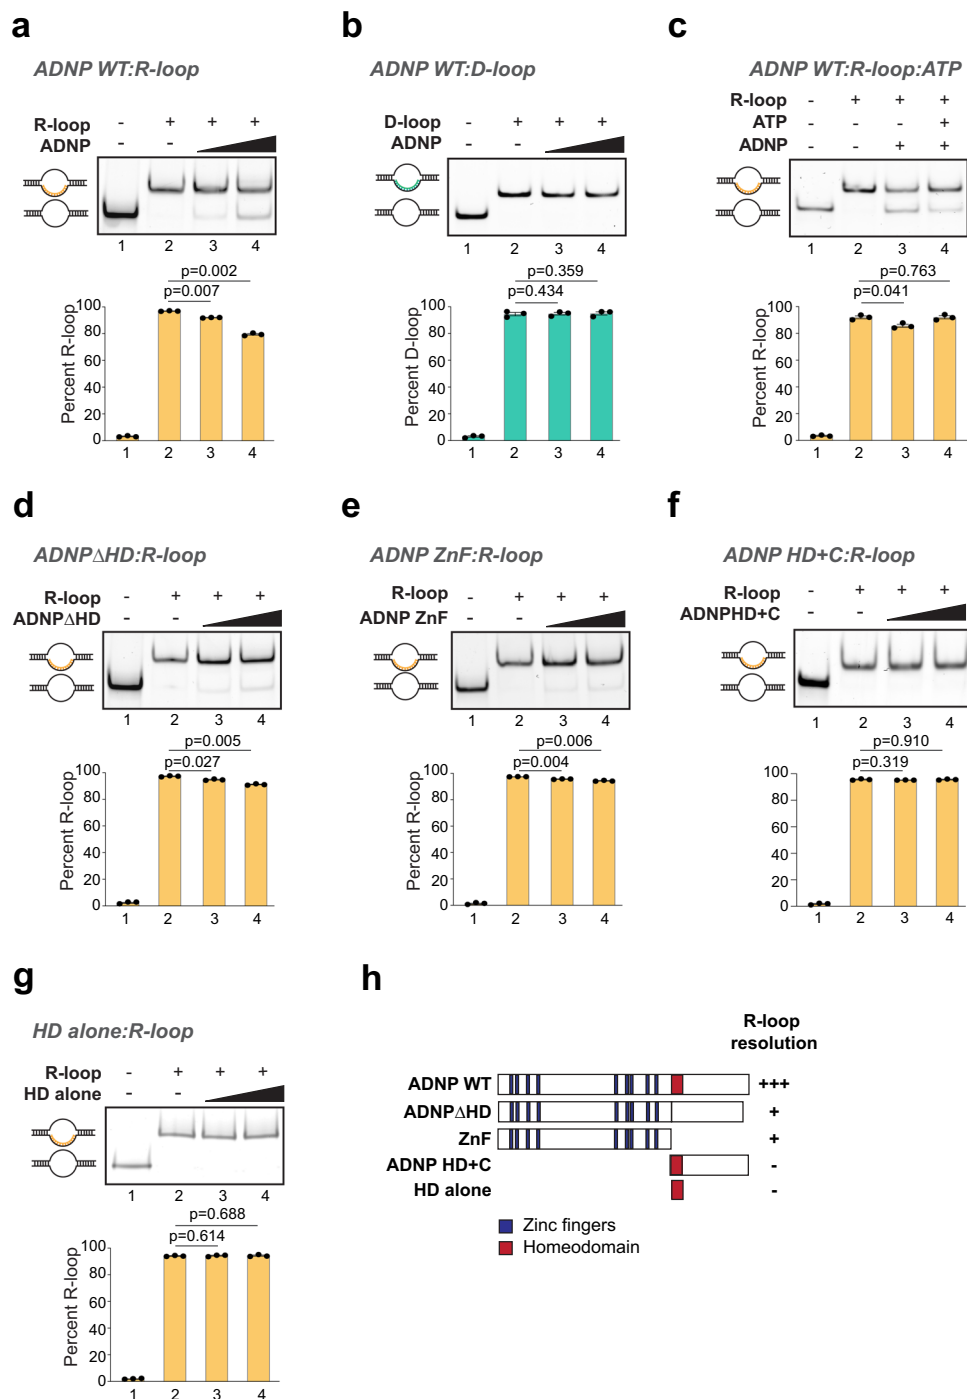 a
ADNP WT:R-loop
R-loop - + + +
ADNP - -
1 2 3 4
p=0.002
p=0.007
Percent R-loop
100
80
60
40
20
0
1 2 3 4
b
ADNP WT:D-loop
D-loop - + + +
ADNP - -
1 2 3 4
p=0.359
p=0.434
Percent D-loop
100
80
60
40
20
0
1 2 3 4
c
ADNP WT:R-loop:ATP
R-loop - + + +
ATP - - - +
ADNP - - + +
1 2 3 4
p=0.763
p=0.041
Percent R-loop
100
80
60
40
20
0
1 2 3 4
d
ADNPΔHD:R-loop
R-loop - + + +
ADNPΔHD - -
1 2 3 4
p=0.005
p=0.027
Percent R-loop
100
80
60
40
20
0
1 2 3 4
e
ADNP ZnF:R-loop
R-loop - + + +
ADNP ZnF - -
1 2 3 4
p=0.006
p=0.004
Percent R-loop
100
80
60
40
20
0
1 2 3 4
f
ADNP HD+C:R-loop
R-loop - + + +
ADNPHD+C - -
1 2 3 4
p=0.910
p=0.319
Percent R-loop
100
80
60
40
20
0
1 2 3 4
g
HD alone:R-loop
R-loop - + + +
HD alone - -
1 2 3 4
p=0.688
p=0.614
Percent R-loop
100
80
60
40
20
0
1 2 3 4
h
R-loop
resolution
ADNP WT +++
ADNPΔHD +
ZnF +
ADNP HD+C -
HD alone -
Zinc fingers
Homeodomain